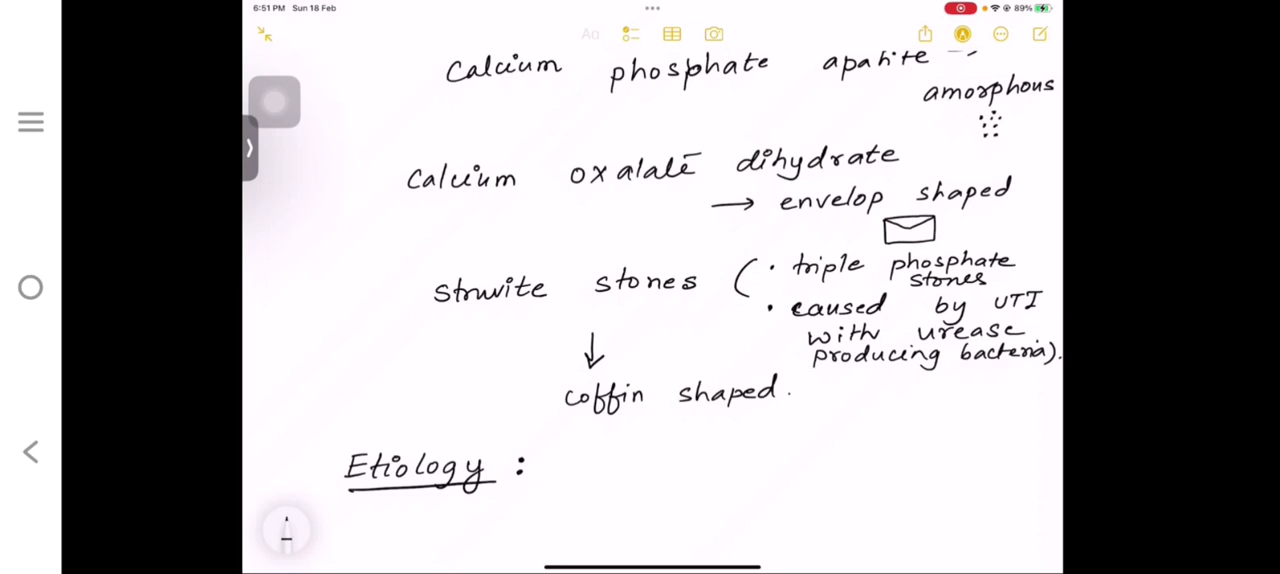 6:51 PM Sun 18 Feb
89%
Aa
Calcium phosphate apatite →
amorphous
Calcium oxalate dihydrate
→ envelop shaped
struvite stones ( • triple phosphate
stones
• caused by UTI
with urease
producing bacteria).
↓
coffin shaped.
Etiology :